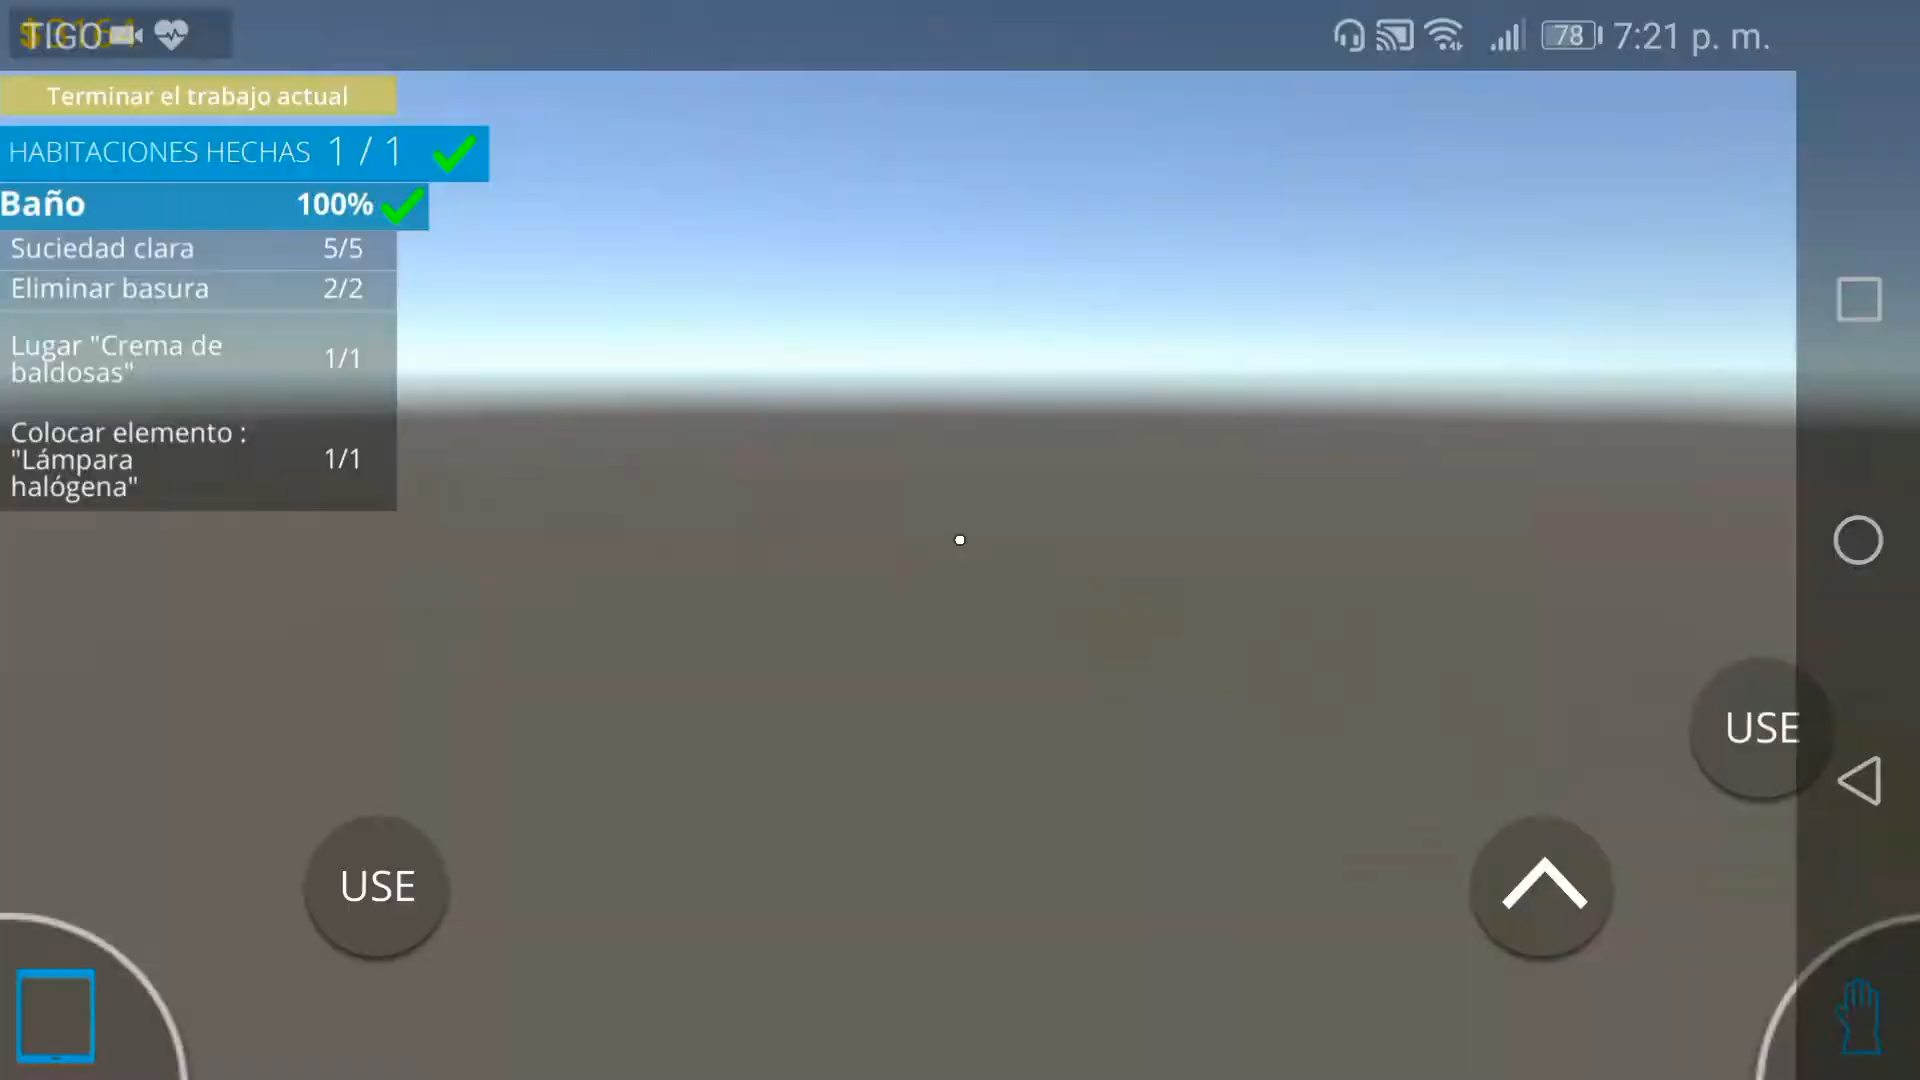 TIGO
78 7:21 p. m.
Terminar el trabajo actual
HABITACIONES HECHAS 1 / 1
Baño 100%
Suciedad clara 5/5
Eliminar basura 2/2
Lugar "Crema de
baldosas" 1/1
Colocar elemento :
"Lámpara 1/1
halógena"
USE
USE